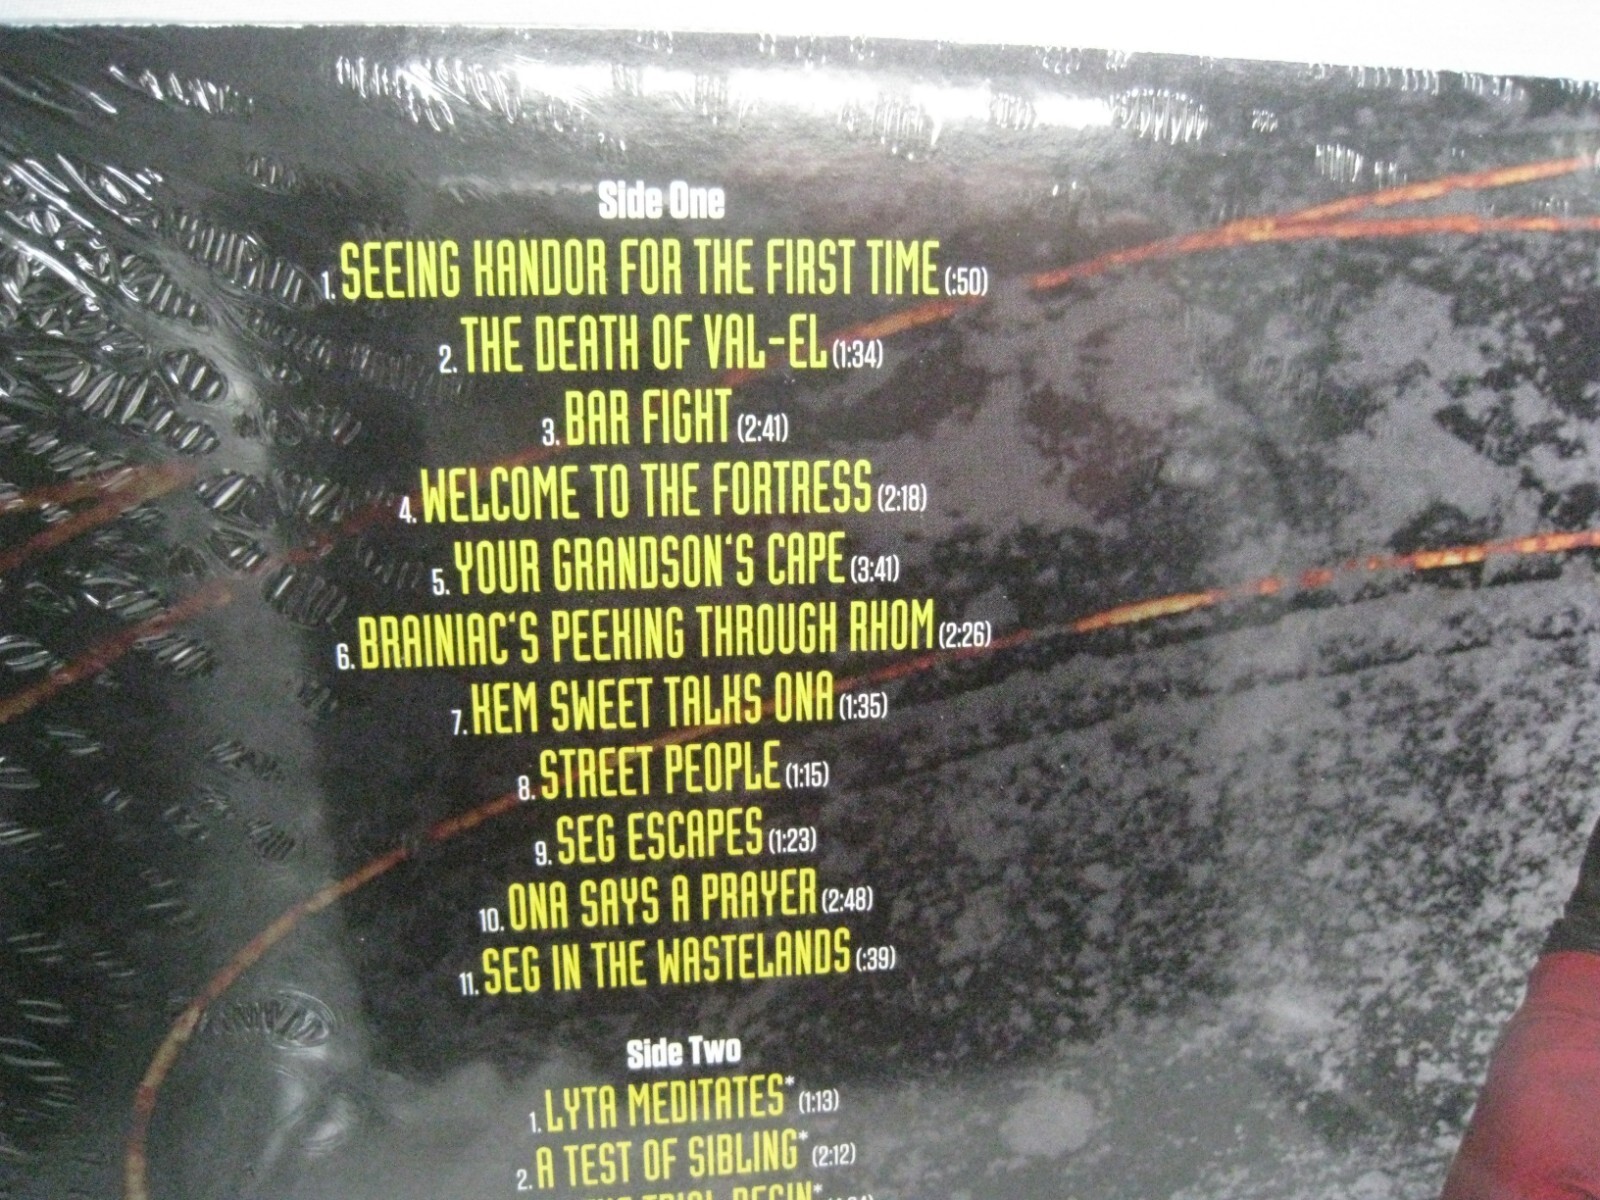 Side One
1. SEEING KANDOR FOR THE FIRST TIME (:50)
2. THE DEATH OF VAL-EL (1:34)
3. BAR FIGHT (2:41)
4. WELCOME TO THE FORTRESS (2:18)
5. YOUR GRANDSON'S CAPE (3:41)
6. BRAINIAC'S PEEKING THROUGH RHOM (2:26)
7. KEM SWEET TALKS ONA (1:35)
8. STREET PEOPLE (1:15)
9. SEG ESCAPES (1:23)
10. ONA SAYS A PRAYER (2:48)
11. SEG IN THE WASTELANDS (:39)
Side Two
1. LYTA MEDITATES* (1:13)
2. A TEST OF SIBLING* (2:12)
TRIAL BEGIN*